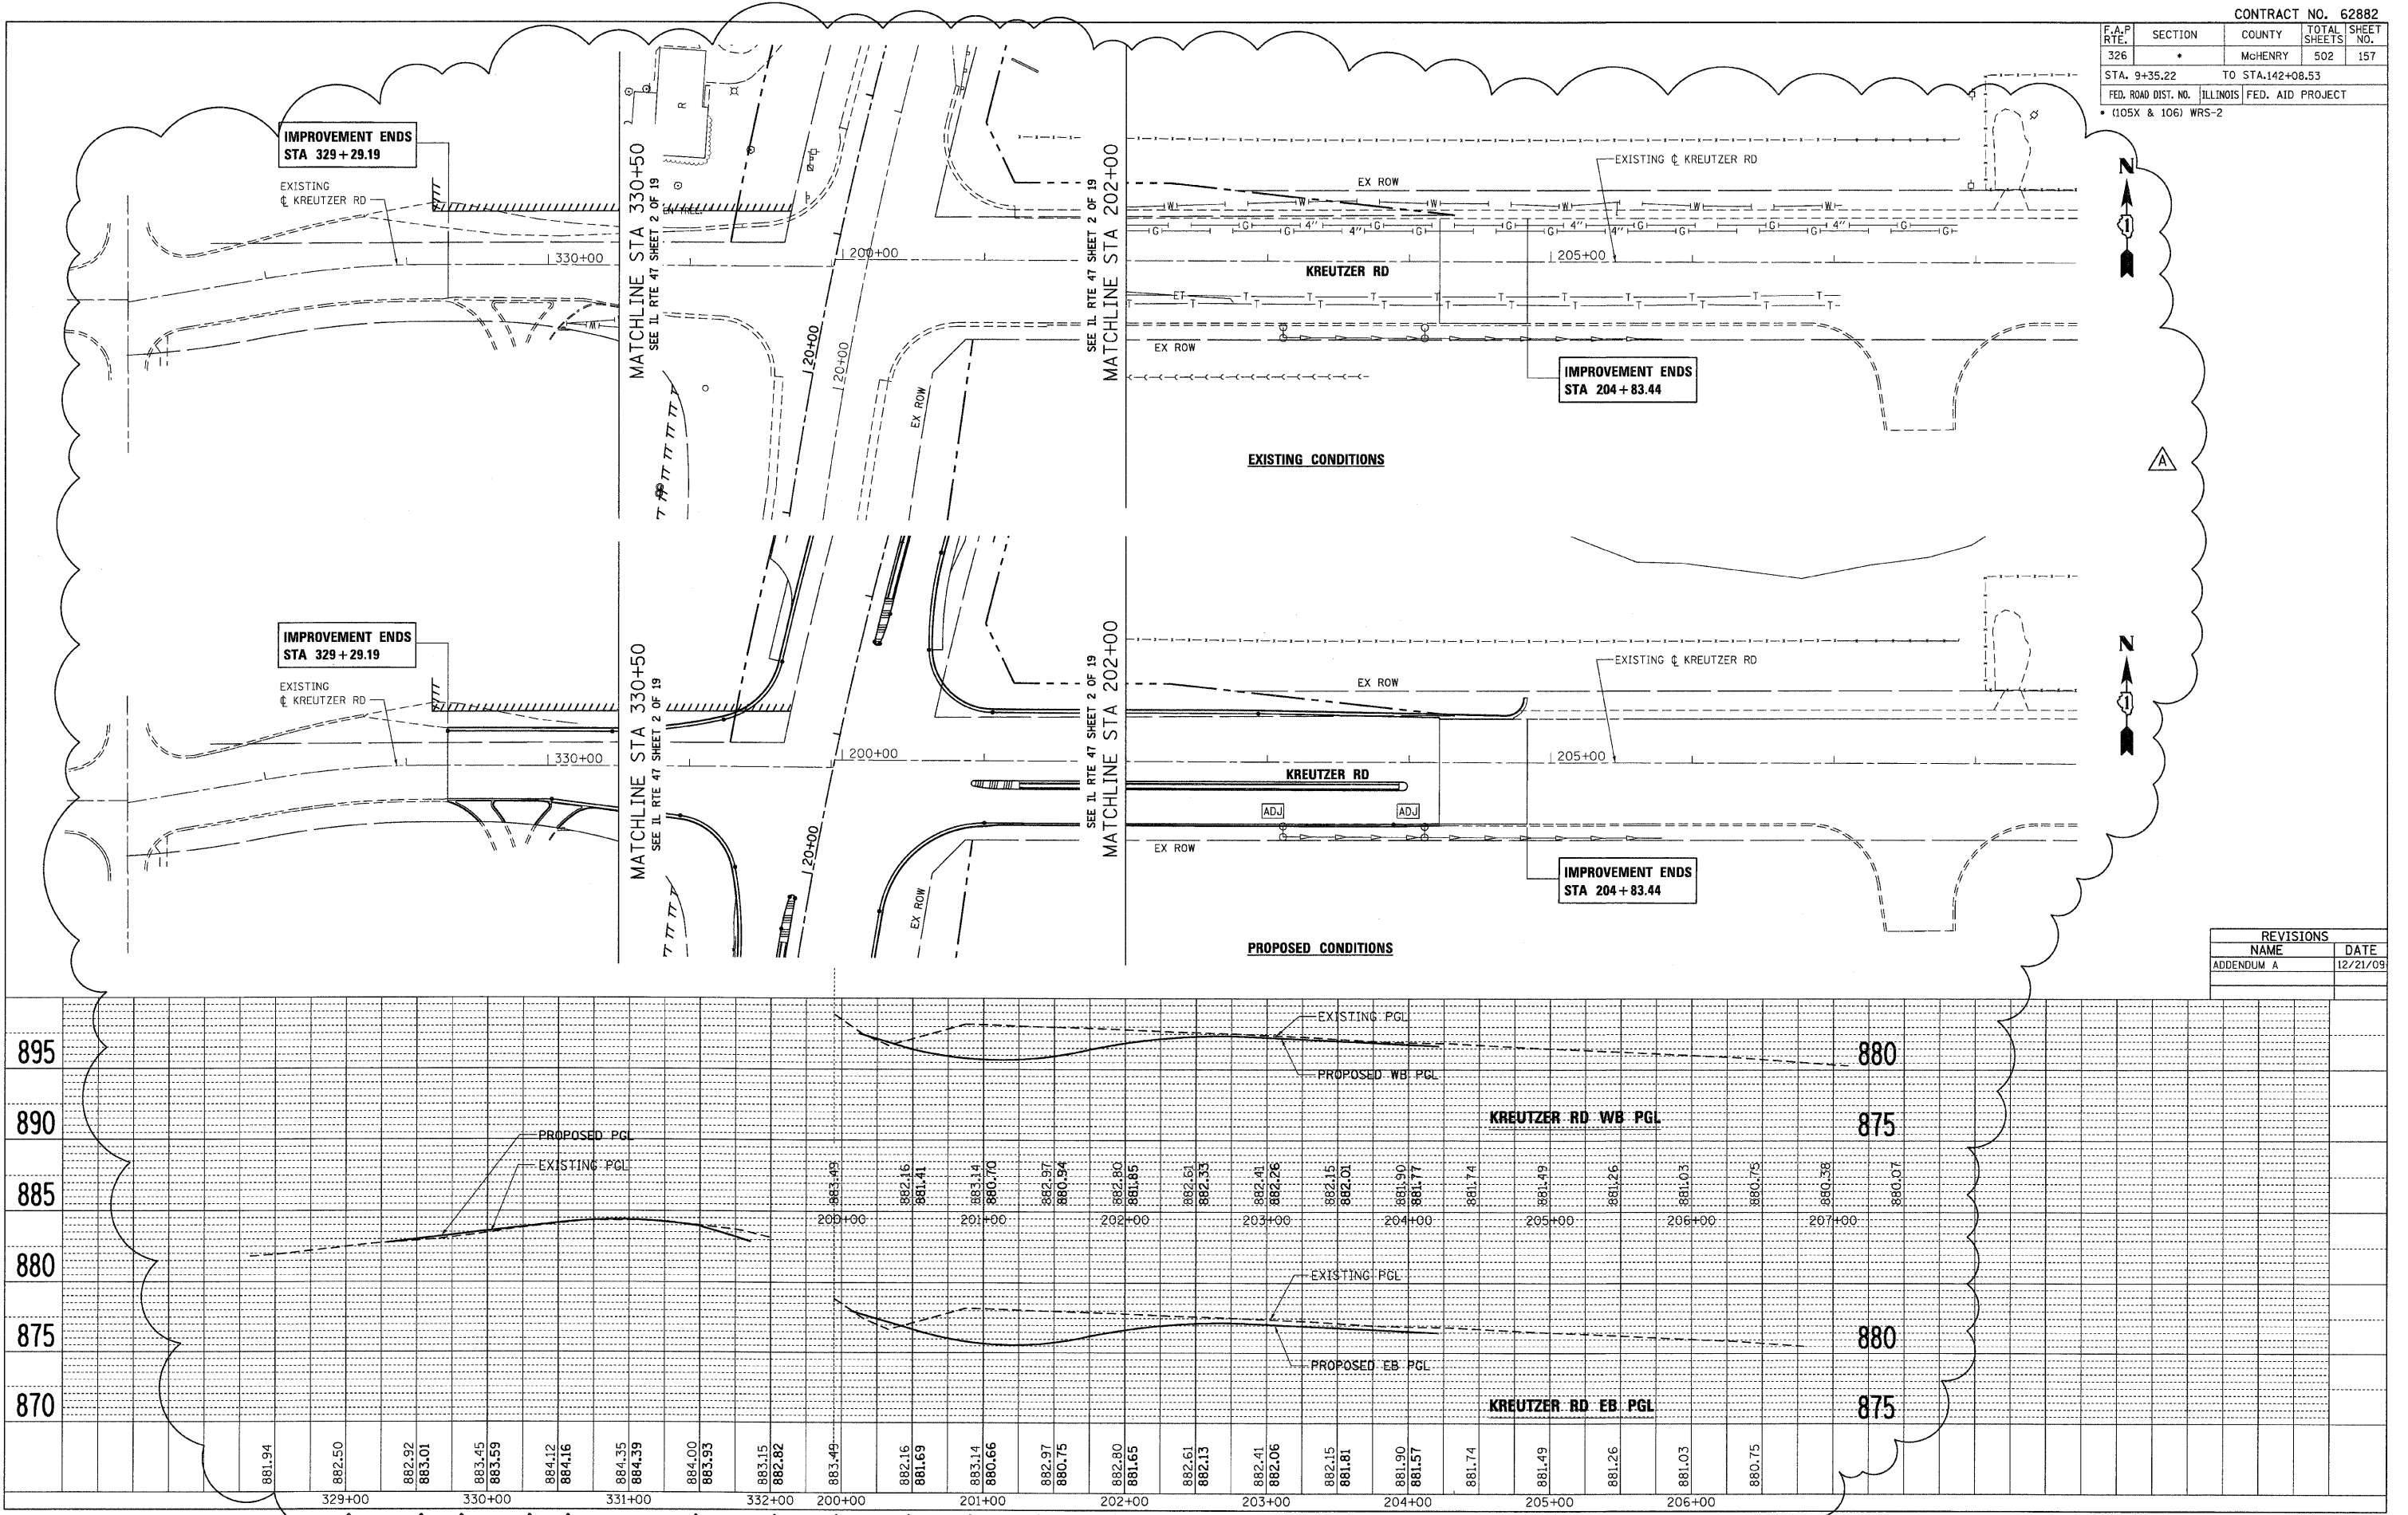 CONTRACT NO. 62882
F.A.P RTE. SECTION COUNTY TOTAL SHEETS SHEET NO.
326 * McHENRY 502 157
STA. 9+35.22 TO STA.142+08.53
FED. ROAD DIST. NO. ILLINOIS FED. AID PROJECT
* (105X & 106) WRS-2
IMPROVEMENT ENDS
STA 329+29.19
EXISTING
℄ KREUTZER RD
330+00
MATCHLINE STA 330+50
SEE IL RTE 47 SHEET 2 OF 19
R
200+00
120+00
120+00
EX ROW
SEE IL RTE 47 SHEET 2 OF 19
MATCHLINE STA 202+00
EXISTING ℄ KREUTZER RD
EX ROW
W W W W W W
G G 4" G G 4" G G G 4" G G 4" G G G 4" G G G
205+00
KREUTZER RD
ET T T T T T T T T T
T T T T T T T T T
EX ROW
IMPROVEMENT ENDS
STA 204+83.44
EXISTING CONDITIONS
N
1
A
IMPROVEMENT ENDS
STA 329+29.19
EXISTING
℄ KREUTZER RD
330+00
MATCHLINE STA 330+50
SEE IL RTE 47 SHEET 2 OF 19
200+00
120+00
EX ROW
SEE IL RTE 47 SHEET 2 OF 19
MATCHLINE STA 202+00
EXISTING ℄ KREUTZER RD
EX ROW
205+00
KREUTZER RD
ADJ ADJ
EX ROW
IMPROVEMENT ENDS
STA 204+83.44
PROPOSED CONDITIONS
N
1
REVISIONS
NAME DATE
ADDENDUM A 12/21/09
895 880
EXISTING PGL
PROPOSED WB PGL
890 875
KREUTZER RD WB PGL
PROPOSED PGL
EXISTING PGL
885
883.49 882.16 883.14 882.97 882.80 882.61 882.41 882.15 881.90 881.74 881.49 881.26 881.03 880.75 880.38 880.07
881.41 880.70 880.94 881.85 882.33 882.26 882.01 881.77
200+00 201+00 202+00 203+00 204+00 205+00 206+00 207+00
880
EXISTING PGL
875 880
PROPOSED EB PGL
870 875
KREUTZER RD EB PGL
881.94 882.50 882.92 883.45 884.12 884.35 884.00 883.15 883.49 882.16 883.14 882.97 882.80 882.61 882.41 882.15 881.90 881.74 881.49 881.26 881.03 880.75
883.01 883.59 884.16 884.39 883.93 882.82 881.69 880.66 880.75 881.65 882.13 882.06 881.81 881.57
329+00 330+00 331+00 332+00 200+00 201+00 202+00 203+00 204+00 205+00 206+00